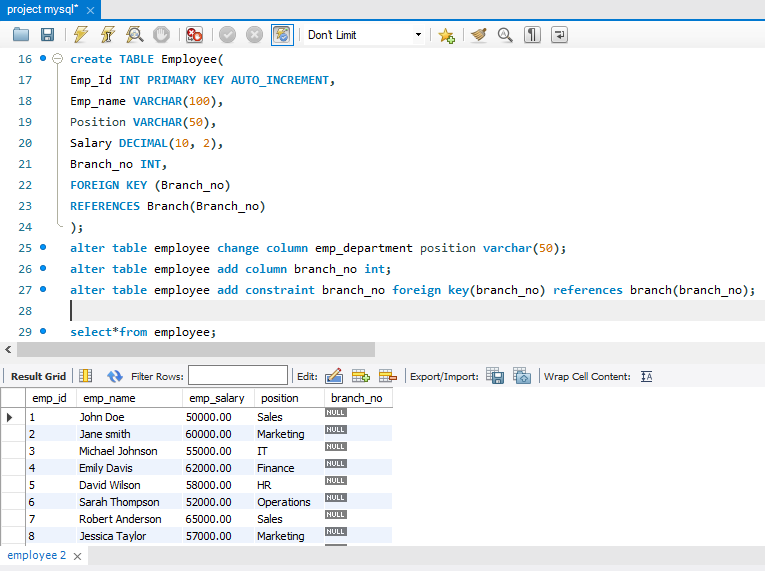 project mysql*
Don't Limit
16 create TABLE Employee(
17 Emp_Id INT PRIMARY KEY AUTO_INCREMENT,
18 Emp_name VARCHAR(100),
19 Position VARCHAR(50),
20 Salary DECIMAL(10, 2),
21 Branch_no INT,
22 FOREIGN KEY (Branch_no)
23 REFERENCES Branch(Branch_no)
24 );
25 alter table employee change column emp_department position varchar(50);
26 alter table employee add column branch_no int;
27 alter table employee add constraint branch_no foreign key(branch_no) references branch(branch_no);
28
29 select*from employee;
Result Grid Filter Rows: Edit: Export/Import: Wrap Cell Content:
emp_id emp_name emp_salary position branch_no
1 John Doe 50000.00 Sales NULL
2 Jane smith 60000.00 Marketing NULL
3 Michael Johnson 55000.00 IT NULL
4 Emily Davis 62000.00 Finance NULL
5 David Wilson 58000.00 HR NULL
6 Sarah Thompson 52000.00 Operations NULL
7 Robert Anderson 65000.00 Sales NULL
8 Jessica Taylor 57000.00 Marketing NULL
employee 2